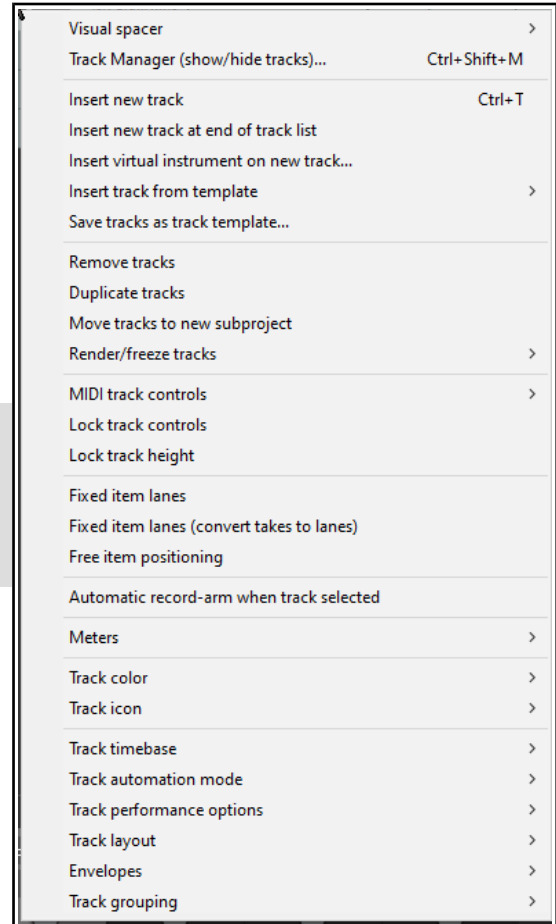 Visual spacer
Track Manager (show/hide tracks)... Ctrl+Shift+M
Insert new track Ctrl+T
Insert new track at end of track list
Insert virtual instrument on new track...
Insert track from template
Save tracks as track template...
Remove tracks
Duplicate tracks
Move tracks to new subproject
Render/freeze tracks
MIDI track controls
Lock track controls
Lock track height
Fixed item lanes
Fixed item lanes (convert takes to lanes)
Free item positioning
Automatic record-arm when track selected
Meters
Track color
Track icon
Track timebase
Track automation mode
Track performance options
Track layout
Envelopes
Track grouping